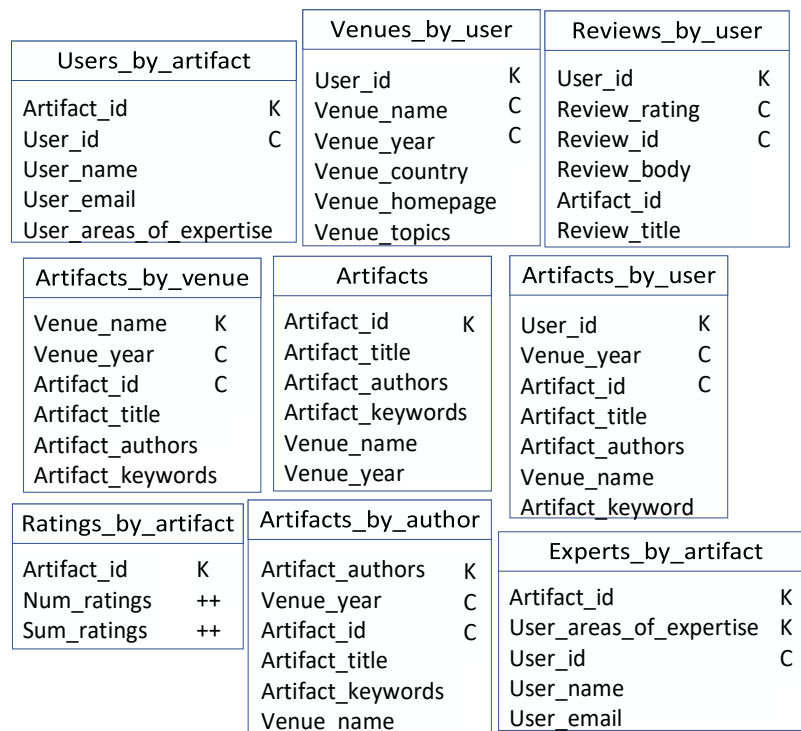 Users_by_artifact
Artifact_id K
User_id C
User_name
User_email
User_areas_of_expertise
Venues_by_user
User_id K
Venue_name C
Venue_year C
Venue_country
Venue_homepage
Venue_topics
Reviews_by_user
User_id K
Review_rating C
Review_id C
Review_body
Artifact_id
Review_title
Artifacts_by_venue
Venue_name K
Venue_year C
Artifact_id C
Artifact_title
Artifact_authors
Artifact_keywords
Artifacts
Artifact_id K
Artifact_title
Artifact_authors
Artifact_keywords
Venue_name
Venue_year
Artifacts_by_user
User_id K
Venue_year C
Artifact_id C
Artifact_title
Artifact_authors
Venue_name
Artifact_keyword
Ratings_by_artifact
Artifact_id K
Num_ratings ++
Sum_ratings ++
Artifacts_by_author
Artifact_authors K
Venue_year C
Artifact_id C
Artifact_title
Artifact_keywords
Venue_name
Experts_by_artifact
Artifact_id K
User_areas_of_expertise K
User_id C
User_name
User_email